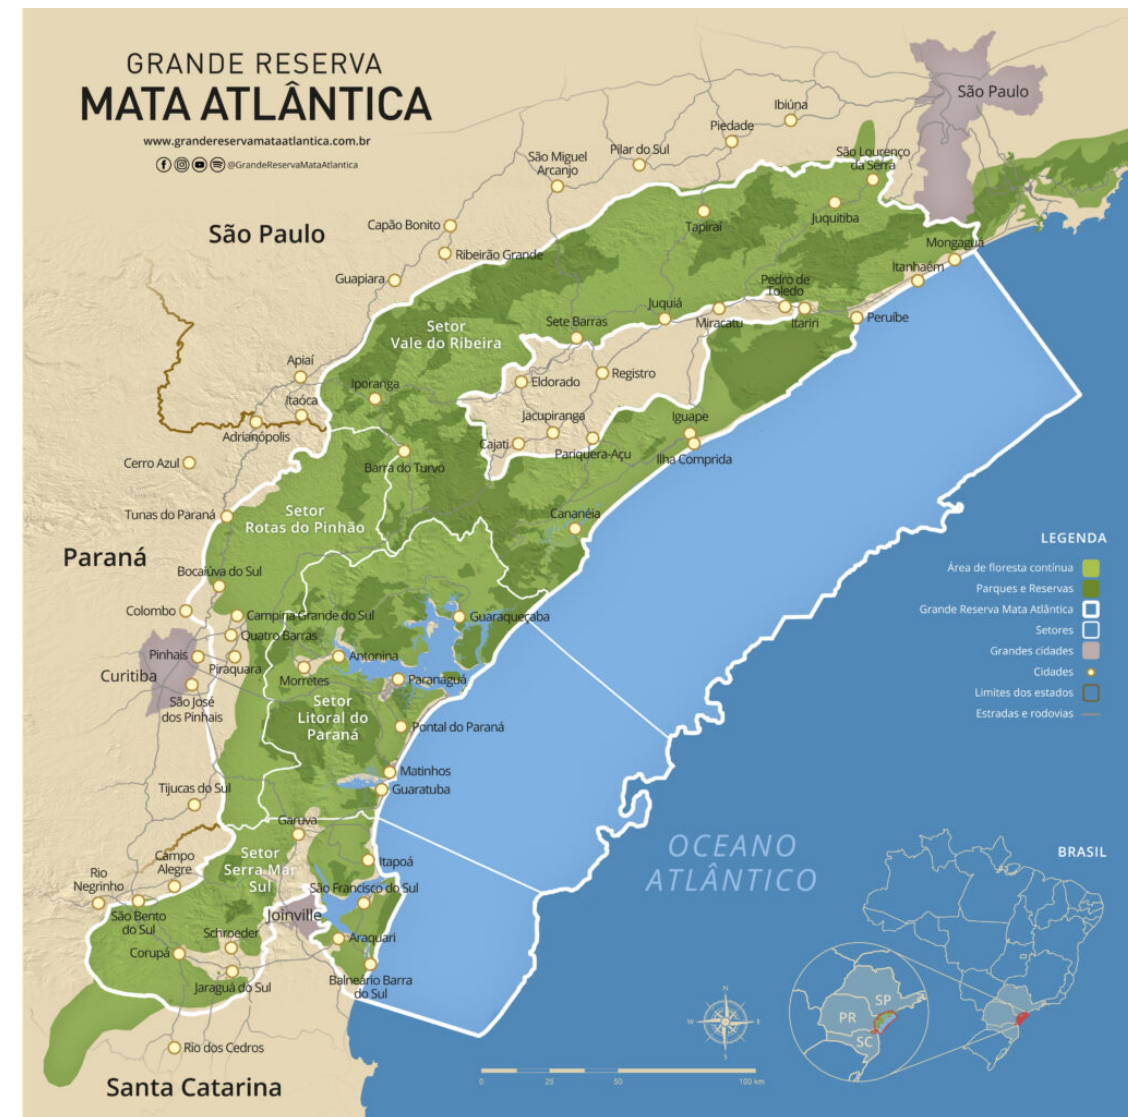 GRANDE RESERVA
MATA ATLÂNTICA
www.grandereservamataatlantica.com.br
@GrandeReservaMataAtlantica
São Paulo
Ibiúna
Piedade
Pilar do Sul
São Miguel
Arcanjo
São Lourenço
da Serra
São Paulo
Capão Bonito
Tapiraí
Juquitiba
Ribeirão Grande
Mongaguá
Guapiara
Itanhaém
Pedro de
Toledo
Juquiá
Setor
Vale do Ribeira
Sete Barras
Miracatu
Itariri
Peruíbe
Apiaí
Iporanga
Eldorado
Registro
Itaóca
Jacupiranga
Iguape
Adrianópolis
Cajati
Pariquera-Açu
Ilha Comprida
Cerro Azul
Barra do Turvo
Tunas do Paraná
Setor
Rotas do Pinhão
Cananéia
Paraná
Bocaiúva do Sul
Colombo
Campina Grande do Sul
Guaraqueçaba
Quatro Barras
Pinhais
Piraquara
Antonina
Curitiba
Morretes
Paranaguá
São José
dos Pinhais
Setor
Litoral do
Paraná
Pontal do Paraná
Matinhos
Tijucas do Sul
Guaratuba
Garuva
Campo
Alegre
Setor
Serra Mar
Sul
Itapoá
Rio
Negrinho
São Francisco do Sul
São Bento
do Sul
Joinville
Schroeder
Araquari
Corupá
Jaraguá do Sul
Balneário Barra
do Sul
Rio dos Cedros
Santa Catarina
LEGENDA
Área de floresta contínua
Parques e Reservas
Grande Reserva Mata Atlântica
Setores
Grandes cidades
Cidades
Limites dos estados
Estradas e rodovias
OCEANO
ATLÂNTICO
BRASIL
SP
PR
SC
N
W
E
S
0 25 50 100 km